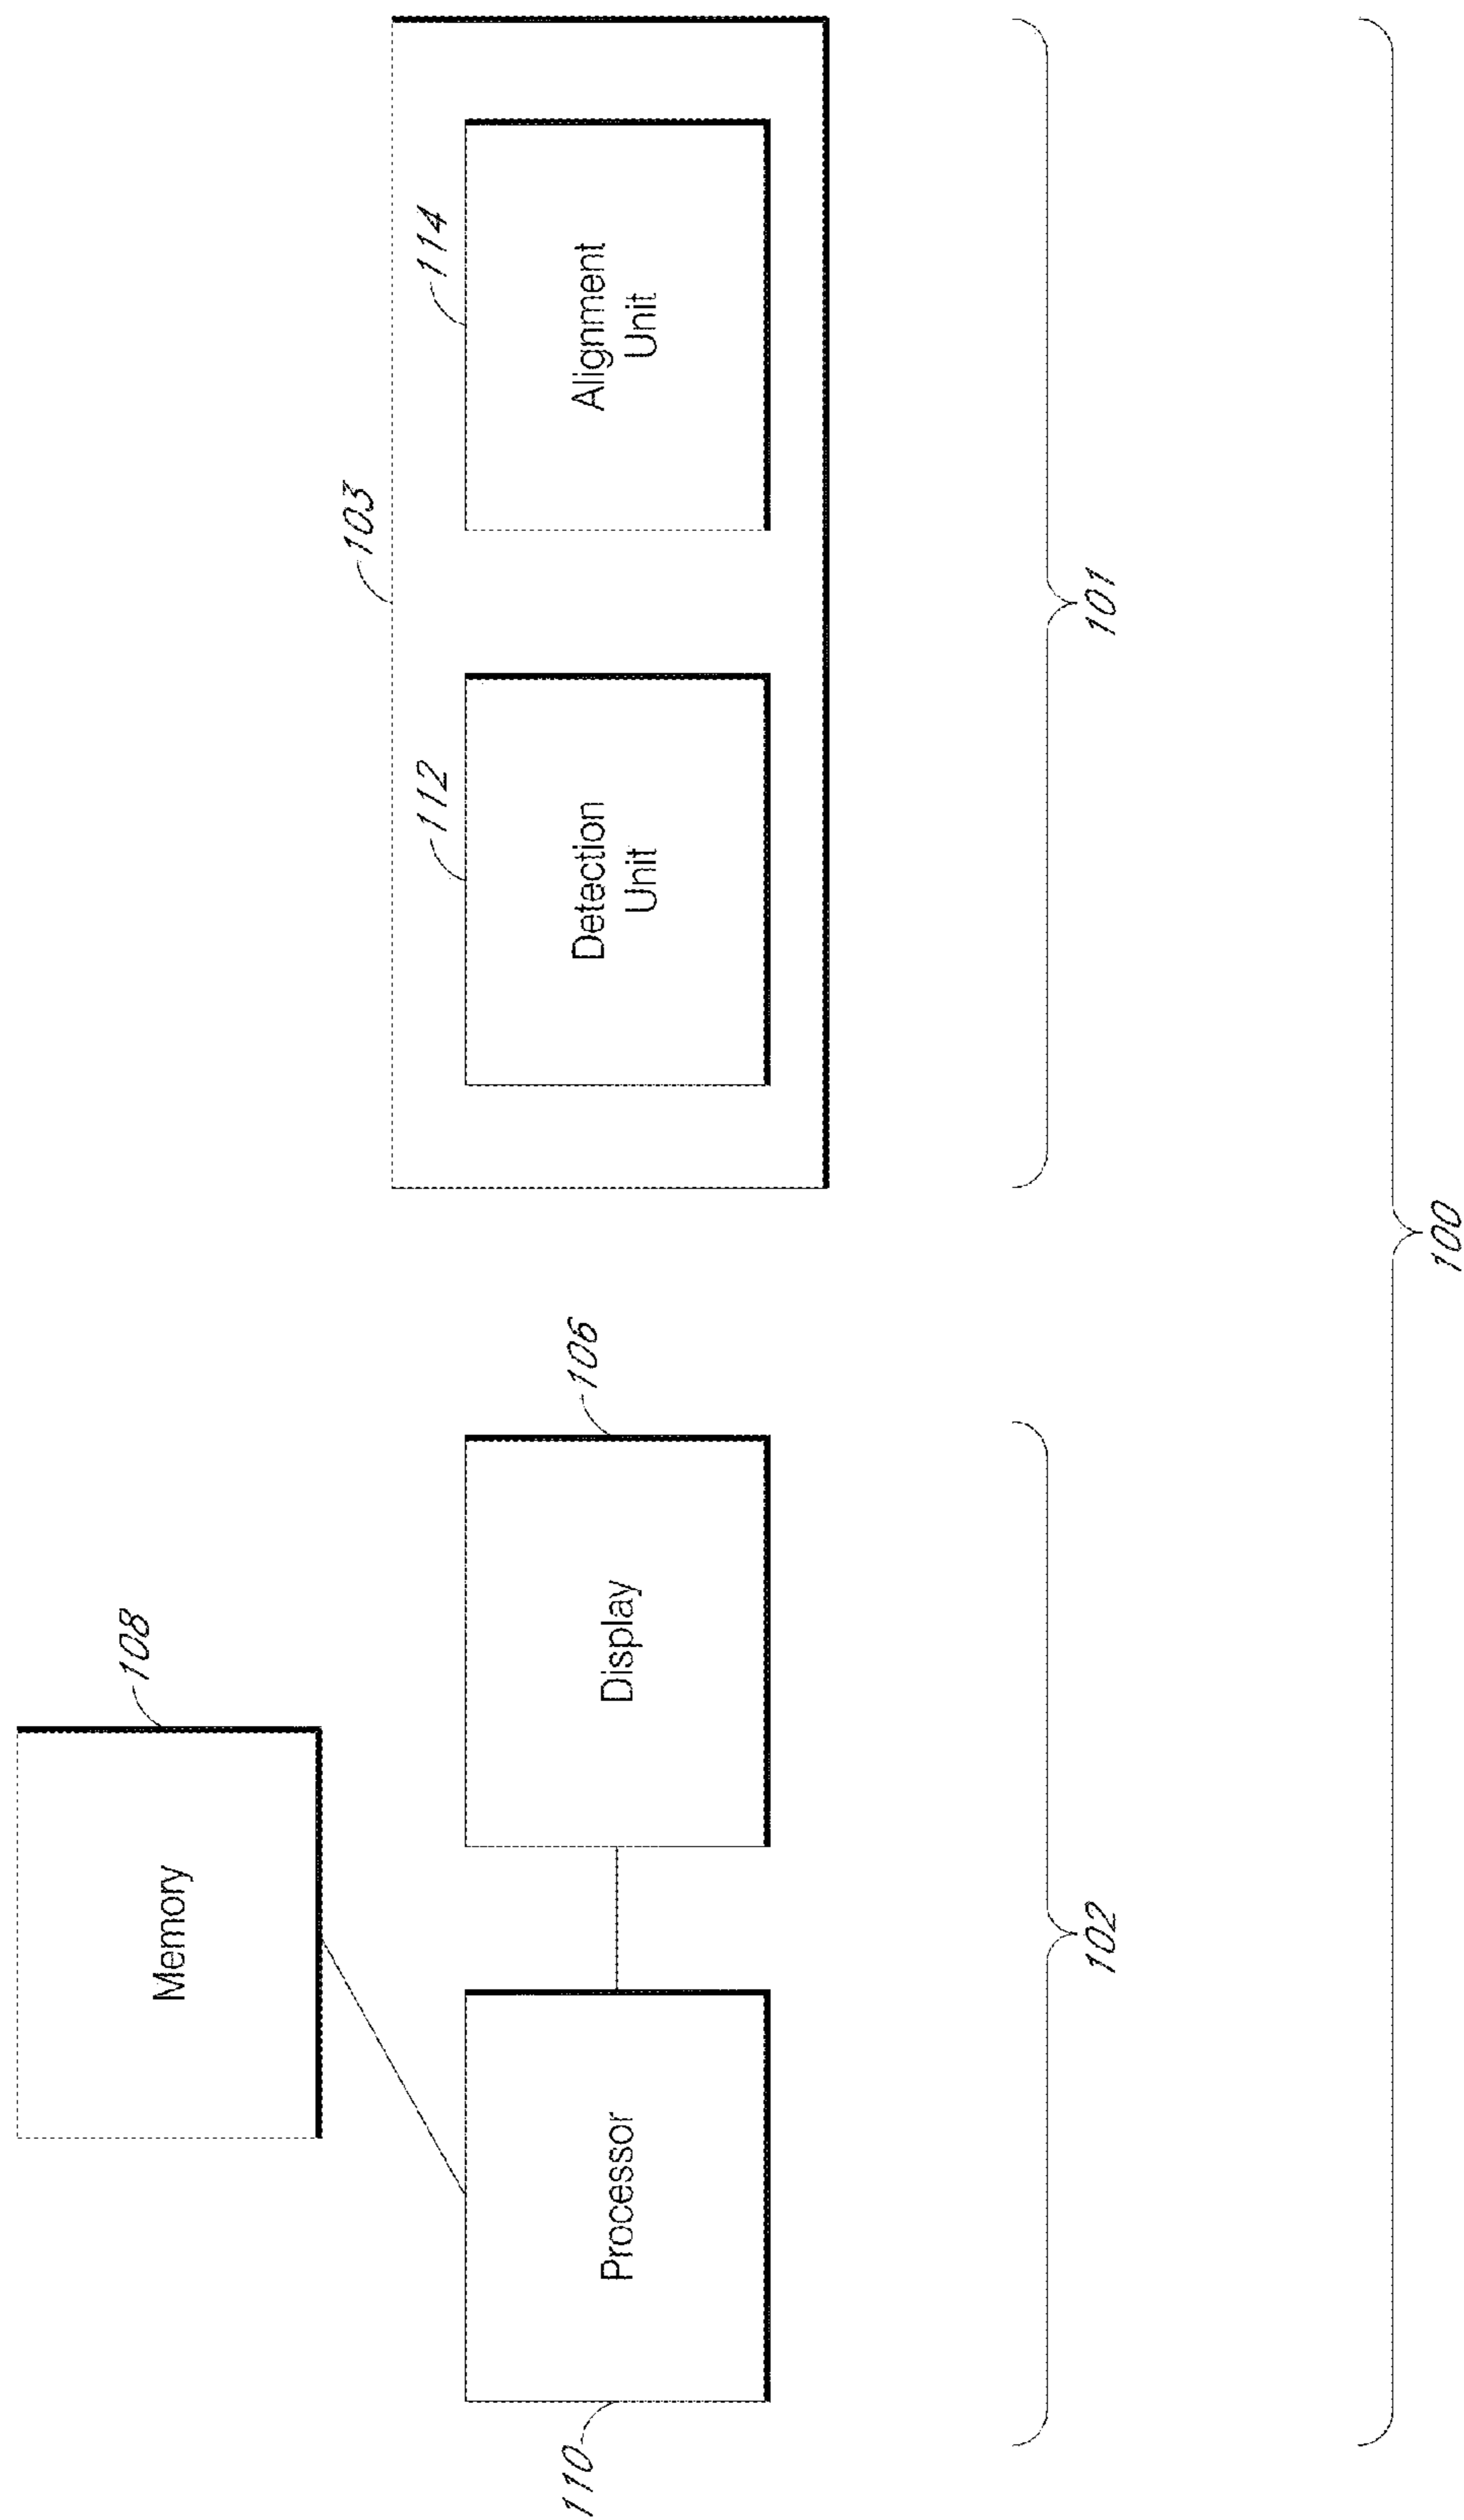 108
Memory
103
110
Processor
106
Display
112
Detection
Unit
114
Alignment
Unit
102
101
100